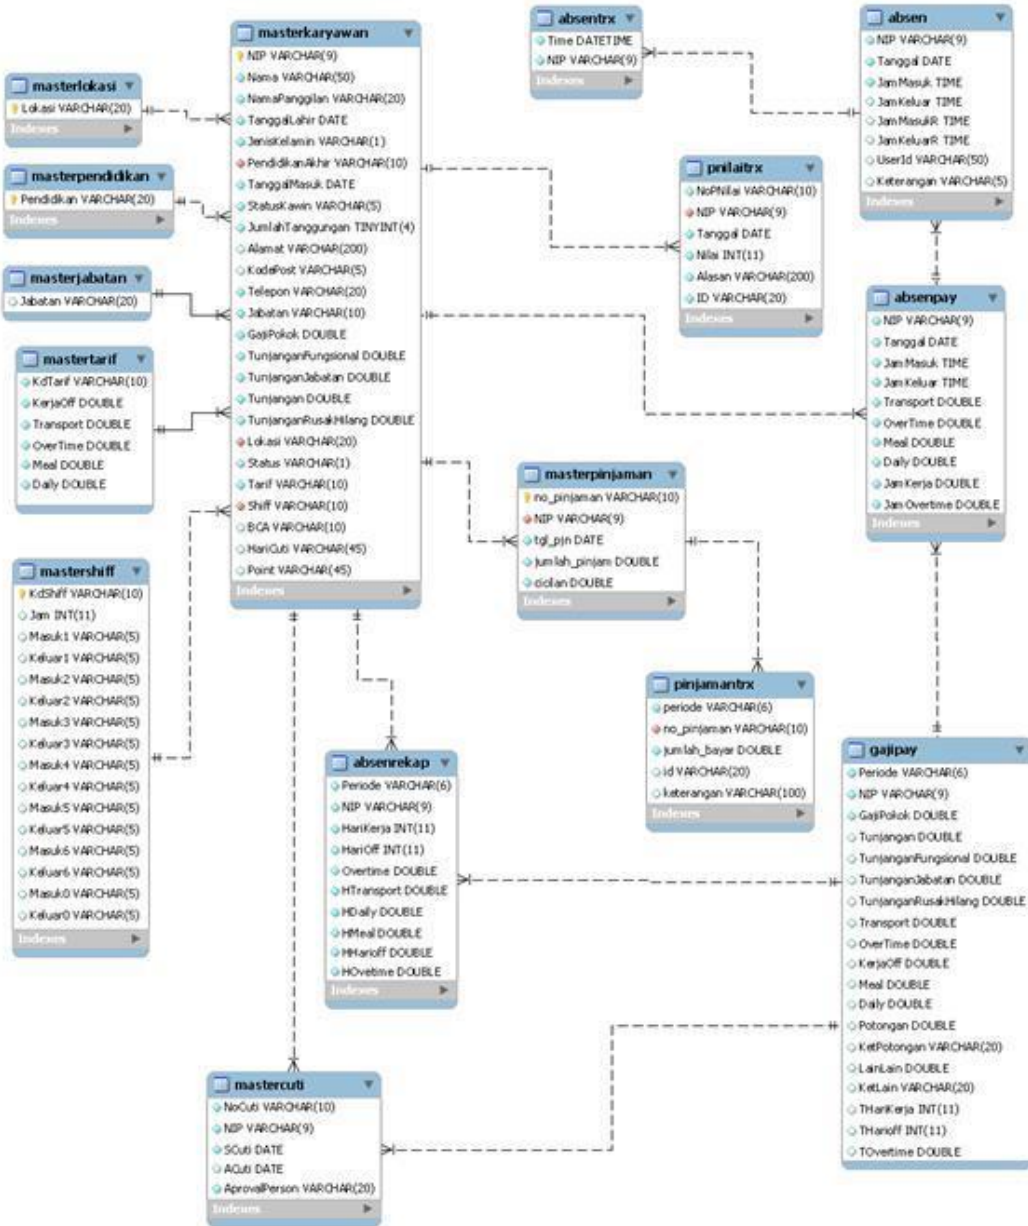 masterlokasi
Lokasi VARCHAR(20)
Indexes
masterpendidikan
Pendidikan VARCHAR(20)
Indexes
masterjabatan
Jabatan VARCHAR(20)
mastertarif
KdTarif VARCHAR(10)
KerjaOff DOUBLE
Transport DOUBLE
OverTime DOUBLE
Meal DOUBLE
Daily DOUBLE
mastershiff
KdShiff VARCHAR(10)
Jam INT(11)
Masuk1 VARCHAR(5)
Keluar1 VARCHAR(5)
Masuk2 VARCHAR(5)
Keluar2 VARCHAR(5)
Masuk3 VARCHAR(5)
Keluar3 VARCHAR(5)
Masuk4 VARCHAR(5)
Keluar4 VARCHAR(5)
Masuk5 VARCHAR(5)
Keluar5 VARCHAR(5)
Masuk6 VARCHAR(5)
Keluar6 VARCHAR(5)
Masuk0 VARCHAR(5)
Keluar0 VARCHAR(5)
Indexes
masterkaryawan
NIP VARCHAR(9)
Nama VARCHAR(50)
NamaPanggilan VARCHAR(20)
TanggalLahir DATE
JenisKelamin VARCHAR(1)
PendidikanAkhir VARCHAR(10)
TanggalMasuk DATE
StatusKawin VARCHAR(5)
JumlahTanggungan TINYINT(4)
Alamat VARCHAR(200)
KodePost VARCHAR(5)
Telepon VARCHAR(20)
Jabatan VARCHAR(10)
GajiPokok DOUBLE
TunjanganFungsional DOUBLE
TunjanganJabatan DOUBLE
Tunjangan DOUBLE
TunjanganRusakHilang DOUBLE
Lokasi VARCHAR(20)
Status VARCHAR(1)
Tarif VARCHAR(10)
Shiff VARCHAR(10)
BCA VARCHAR(10)
HariCuti VARCHAR(45)
Point VARCHAR(45)
Indexes
absentrx
Time DATETIME
NIP VARCHAR(9)
Indexes
absen
NIP VARCHAR(9)
Tanggal DATE
JamMasuk TIME
JamKeluar TIME
JamMasukR TIME
JamKeluarR TIME
UserId VARCHAR(50)
Keterangan VARCHAR(5)
Indexes
pnilaitrx
NoPNilai VARCHAR(10)
NIP VARCHAR(9)
Tanggal DATE
Nilai INT(11)
Alasan VARCHAR(200)
ID VARCHAR(20)
Indexes
absenpay
NIP VARCHAR(9)
Tanggal DATE
JamMasuk TIME
JamKeluar TIME
Transport DOUBLE
OverTime DOUBLE
Meal DOUBLE
Daily DOUBLE
JamKerja DOUBLE
JamOvertime DOUBLE
Indexes
masterpinjaman
no_pinjaman VARCHAR(10)
NIP VARCHAR(9)
tgl_pjn DATE
jumlah_pinjam DOUBLE
cicilan DOUBLE
Indexes
pinjamantrx
periode VARCHAR(6)
no_pinjaman VARCHAR(10)
jumlah_bayar DOUBLE
id VARCHAR(20)
keterangan VARCHAR(100)
Indexes
absenrekap
Periode VARCHAR(6)
NIP VARCHAR(9)
HariKerja INT(11)
HariOff INT(11)
Overtime DOUBLE
HTransport DOUBLE
HDaily DOUBLE
HMeal DOUBLE
HHarioff DOUBLE
HOvetime DOUBLE
Indexes
gajipay
Periode VARCHAR(6)
NIP VARCHAR(9)
GajiPokok DOUBLE
Tunjangan DOUBLE
TunjanganFungsional DOUBLE
TunjanganJabatan DOUBLE
TunjanganRusakHilang DOUBLE
Transport DOUBLE
OverTime DOUBLE
KerjaOff DOUBLE
Meal DOUBLE
Daily DOUBLE
Potongan DOUBLE
KetPotongan VARCHAR(20)
LainLain DOUBLE
KetLain VARCHAR(20)
THariKerja INT(11)
THarioff INT(11)
TOvertime DOUBLE
mastercuti
NoCuti VARCHAR(10)
NIP VARCHAR(9)
SCuti DATE
ACuti DATE
AprovalPerson VARCHAR(20)
Indexes